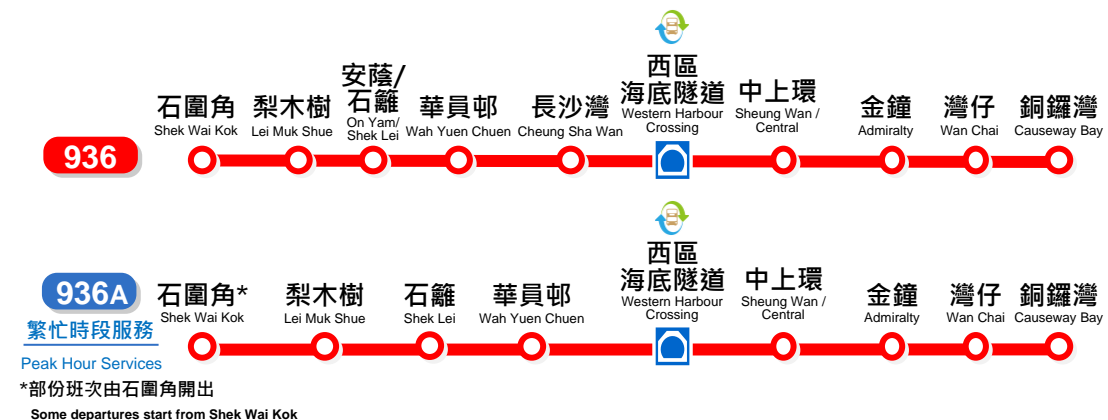 936
石圍角
Shek Wai Kok
梨木樹
Lei Muk Shue
安蔭/
石籬
On Yam/
Shek Lei
華員邨
Wah Yuen Chuen
長沙灣
Cheung Sha Wan
西區
海底隧道
Western Harbour
Crossing
中上環
Sheung Wan /
Central
金鐘
Admiralty
灣仔
Wan Chai
銅鑼灣
Causeway Bay
936A
繁忙時段服務
Peak Hour Services
石圍角*
Shek Wai Kok
梨木樹
Lei Muk Shue
石籬
Shek Lei
華員邨
Wah Yuen Chuen
西區
海底隧道
Western Harbour
Crossing
中上環
Sheung Wan /
Central
金鐘
Admiralty
灣仔
Wan Chai
銅鑼灣
Causeway Bay
*部份班次由石圍角開出
Some departures start from Shek Wai Kok